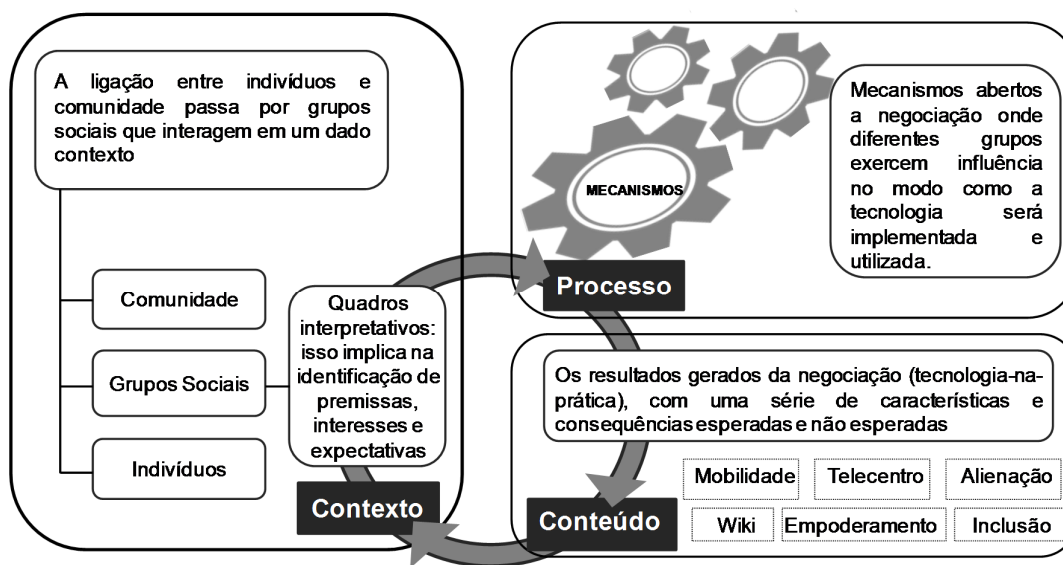 A ligação entre indivíduos e
comunidade passa por grupos
sociais que interagem em um dado
contexto
Comunidade
Grupos Sociais
Indivíduos
Quadros
interpretativos:
isso implica na
identificação de
premissas,
interesses e
expectativas
Contexto
MECANISMOS
Mecanismos abertos
a negociação onde
diferentes grupos
exercem influência
no modo como a
tecnologia será
implementada e
utilizada.
Processo
Os resultados gerados da negociação (tecnologia-na-
prática), com uma série de características e
consequências esperadas e não esperadas
Mobilidade
Telecentro
Alienação
Wiki
Empoderamento
Inclusão
Conteúdo